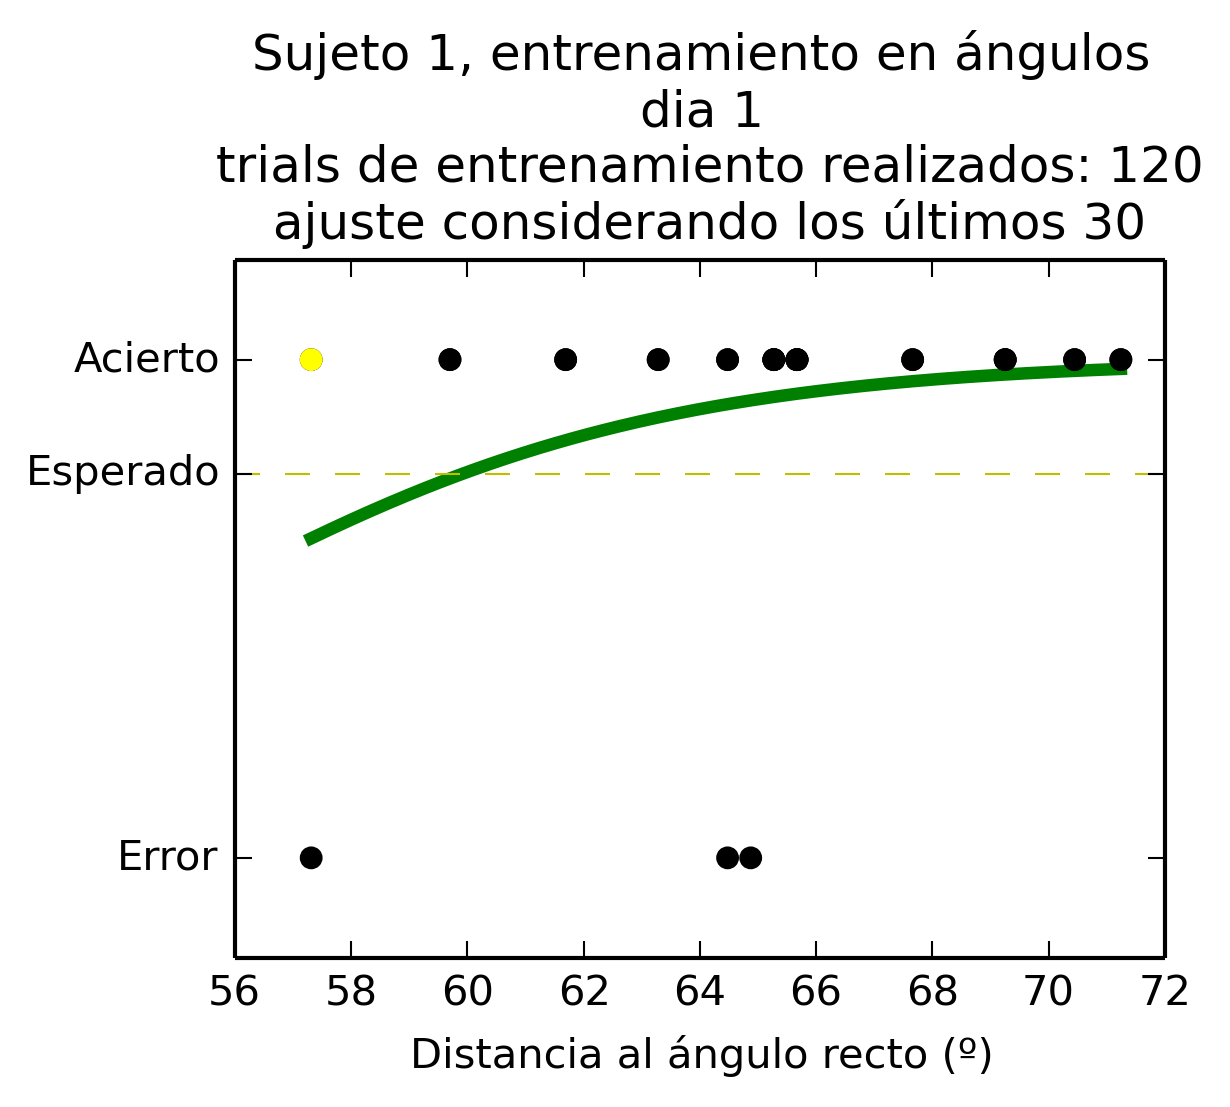 Sujeto 1, entrenamiento en ángulos
dia 1
trials de entrenamiento realizados: 120
ajuste considerando los últimos 30
Acierto
Esperado
Error
56 58 60 62 64 66 68 70 72
Distancia al ángulo recto (º)